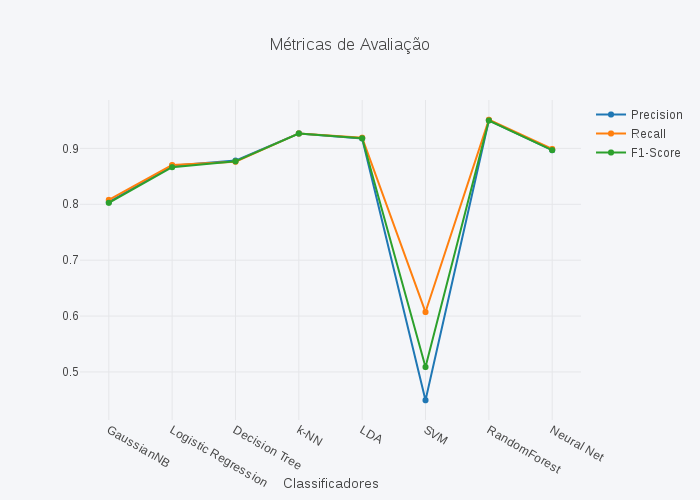 Métricas de Avaliação
Precision
Recall
F1-Score
0.9
0.8
0.7
0.6
0.5
GaussianNB
Logistic Regression
Decision Tree
k-NN
LDA
SVM
RandomForest
Neural Net
Classificadores